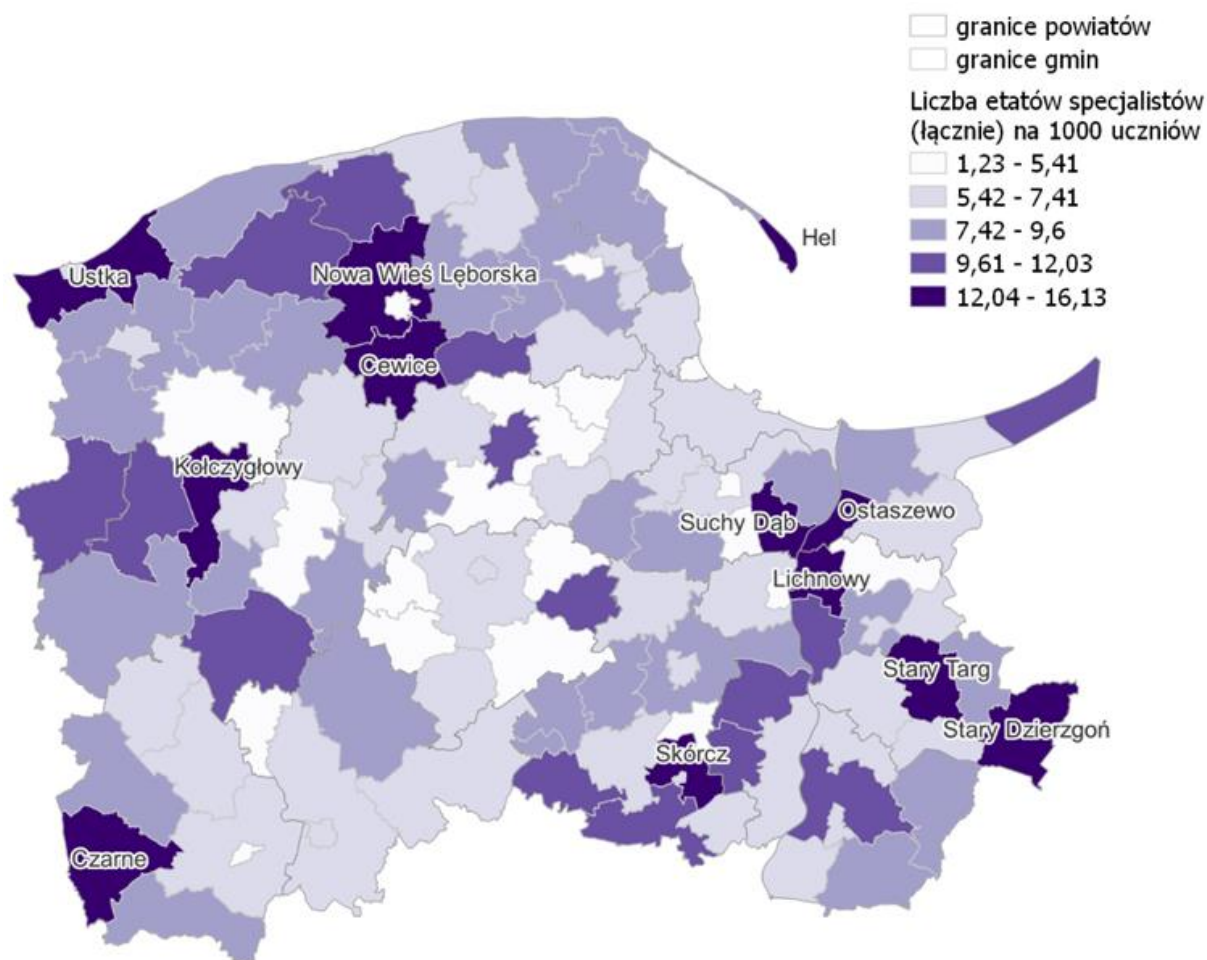 granice powiatów
granice gmin
Liczba etatów specjalistów
(łącznie) na 1000 uczniów
1,23 - 5,41
5,42 - 7,41
7,42 - 9,6
9,61 - 12,03
12,04 - 16,13
Hel
Ustka
Nowa Wieś Lęborska
Cewice
Kołczygłowy
Suchy Dąb
Ostaszewo
Lichnowy
Stary Targ
Stary Dzierzgoń
Skórcz
Czarne